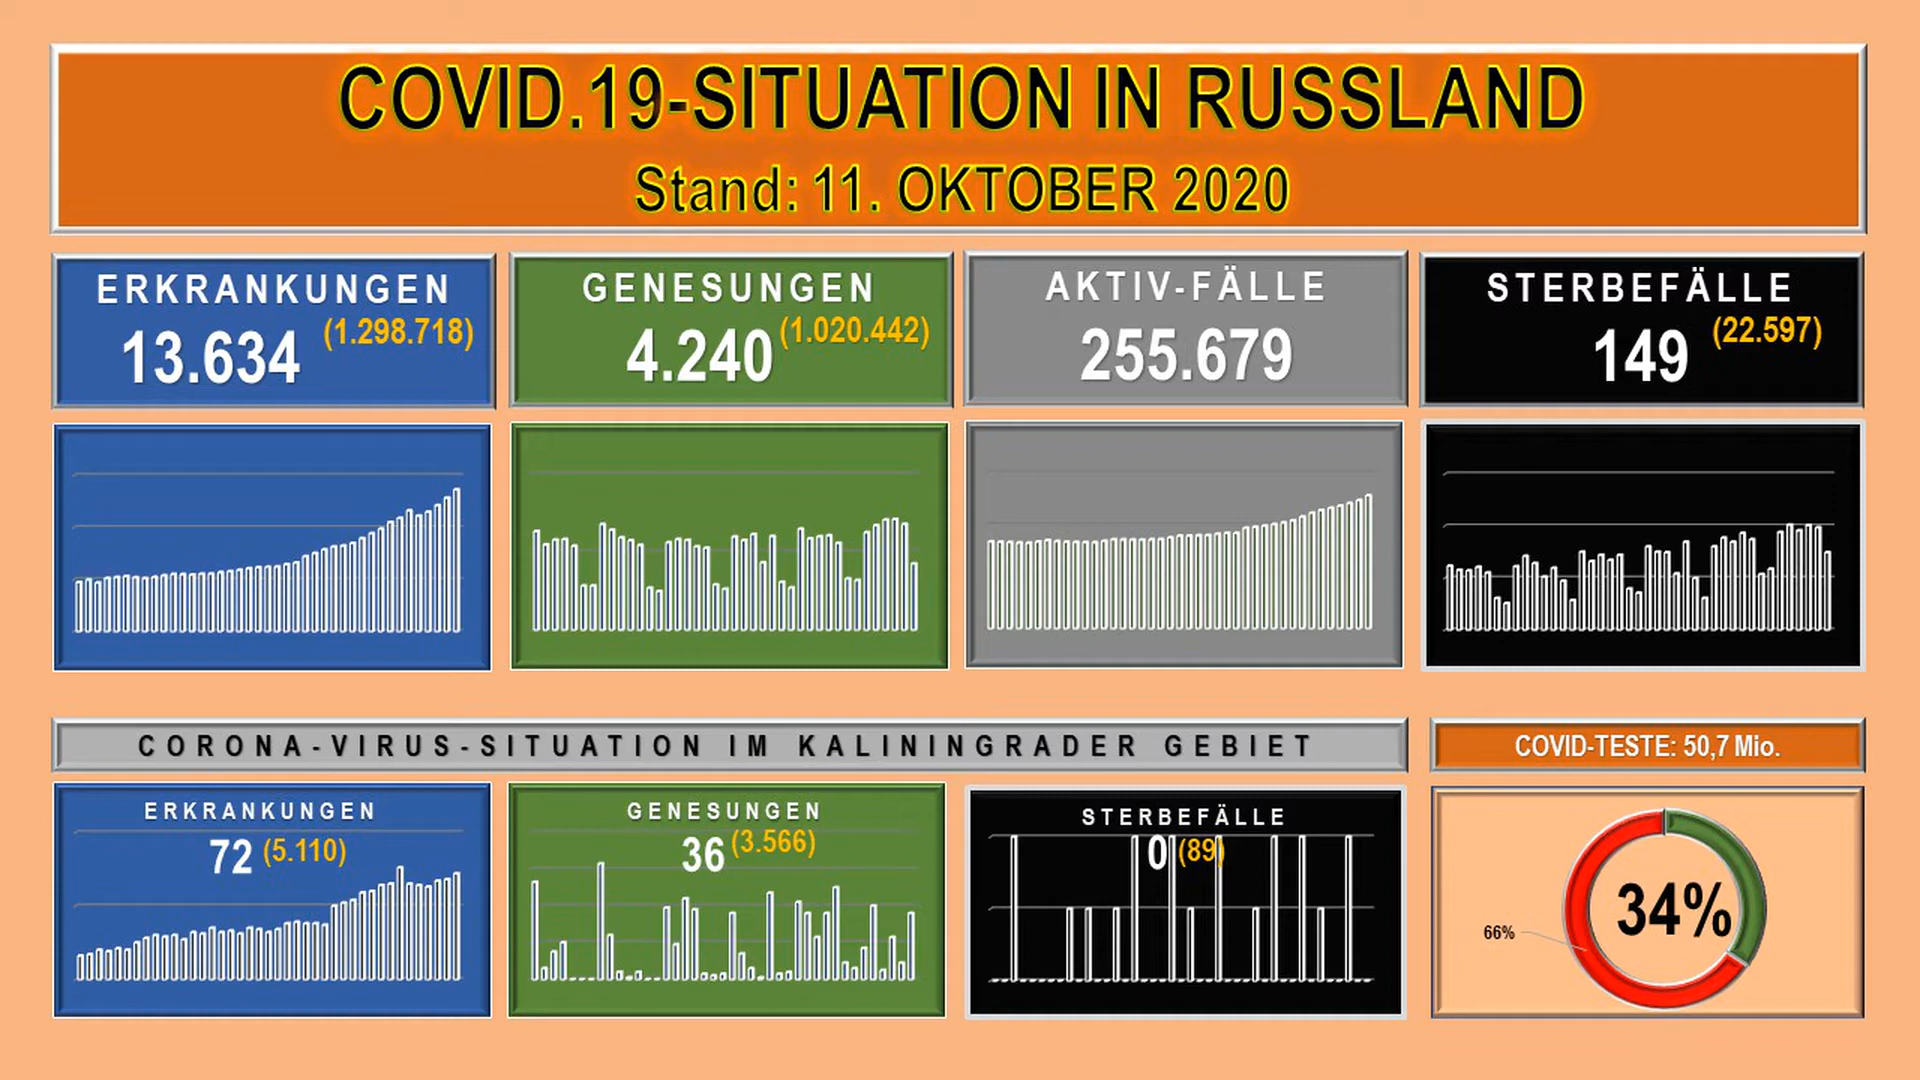 COVID.19-SITUATION IN RUSSLAND
Stand: 11. OKTOBER 2020
ERKRANKUNGEN
13.634 (1.298.718)
GENESUNGEN
4.240 (1.020.442)
AKTIV-FÄLLE
255.679
STERBEFÄLLE
149 (22.597)
CORONA-VIRUS-SITUATION IM KALININGRADER GEBIET
COVID-TESTE: 50,7 Mio.
ERKRANKUNGEN
72 (5.110)
GENESUNGEN
36 (3.566)
STERBEFÄLLE
0 (89)
34%
66%